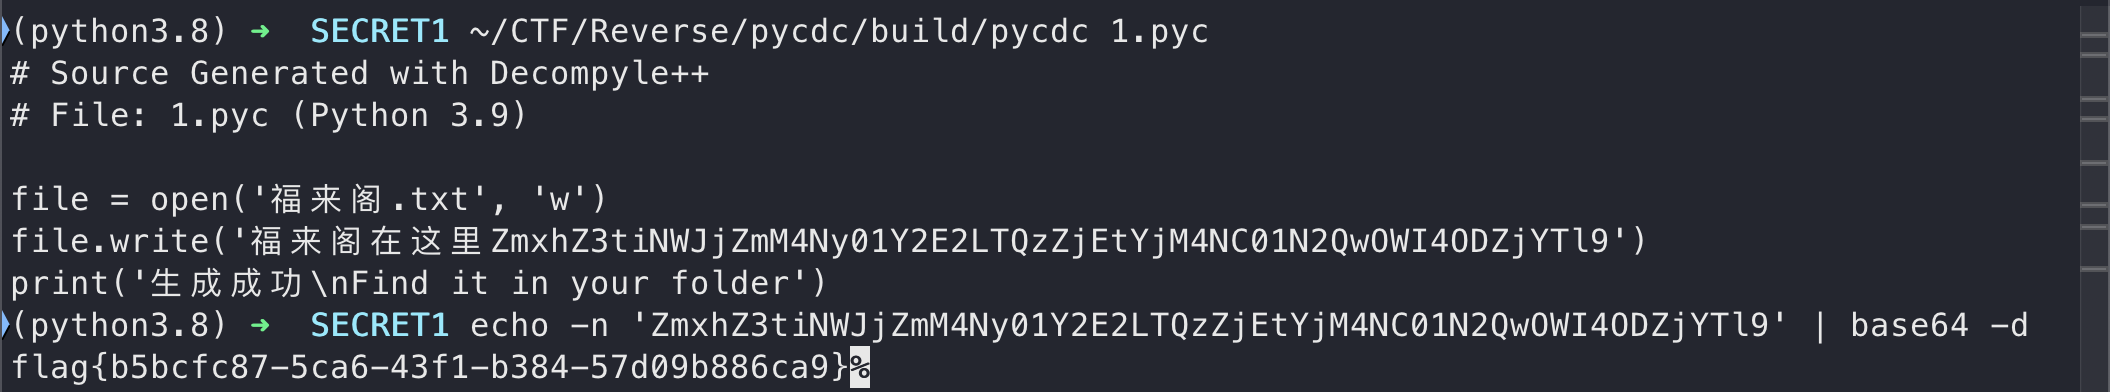 (python3.8) → SECRET1 ~/CTF/Reverse/pycdc/build/pycdc 1.pyc
# Source Generated with Decompyle++
# File: 1.pyc (Python 3.9)
file = open('福来阁.txt', 'w')
file.write('福来阁在这里ZmxhZ3tiNWJjZmM4Ny01Y2E2LTQzZjEtYjM4NC01N2QwOWI4ODZjYTl9')
print('生成成功\nFind it in your folder')
(python3.8) → SECRET1 echo -n 'ZmxhZ3tiNWJjZmM4Ny01Y2E2LTQzZjEtYjM4NC01N2QwOWI4ODZjYTl9' | base64 -d
flag{b5bcfc87-5ca6-43f1-b384-57d09b886ca9}%